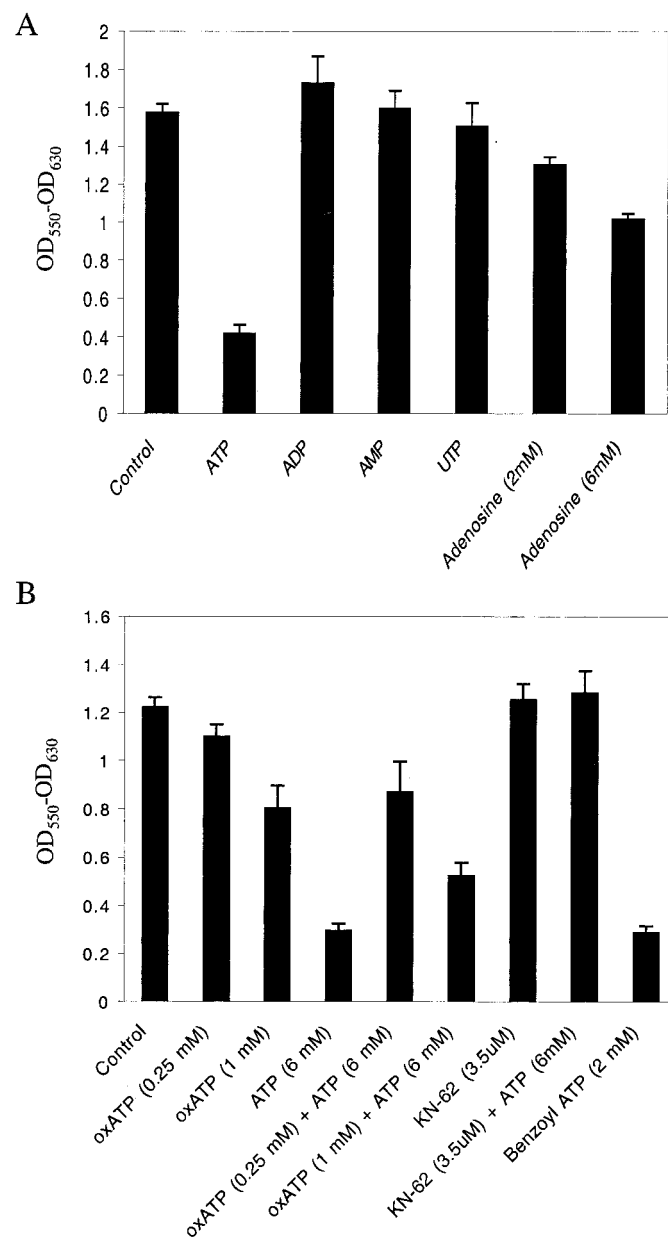 A
2
1.8
1.6
1.4
1.2
1
0.8
0.6
0.4
0.2
0
OD550-OD630
Control
ATP
ADP
AMP
UTP
Adenosine (2mM)
Adenosine (6mM)
B
1.6
1.4
1.2
1
0.8
0.6
0.4
0.2
0
OD550-OD630
Control
oxATP (0.25 mM)
oxATP (1 mM)
ATP (6 mM)
oxATP (0.25 mM) + ATP (6 mM)
oxATP (1 mM) + ATP (6 mM)
KN-62 (3.5uM)
KN-62 (3.5uM) + ATP (6mM)
Benzoyl ATP (2 mM)